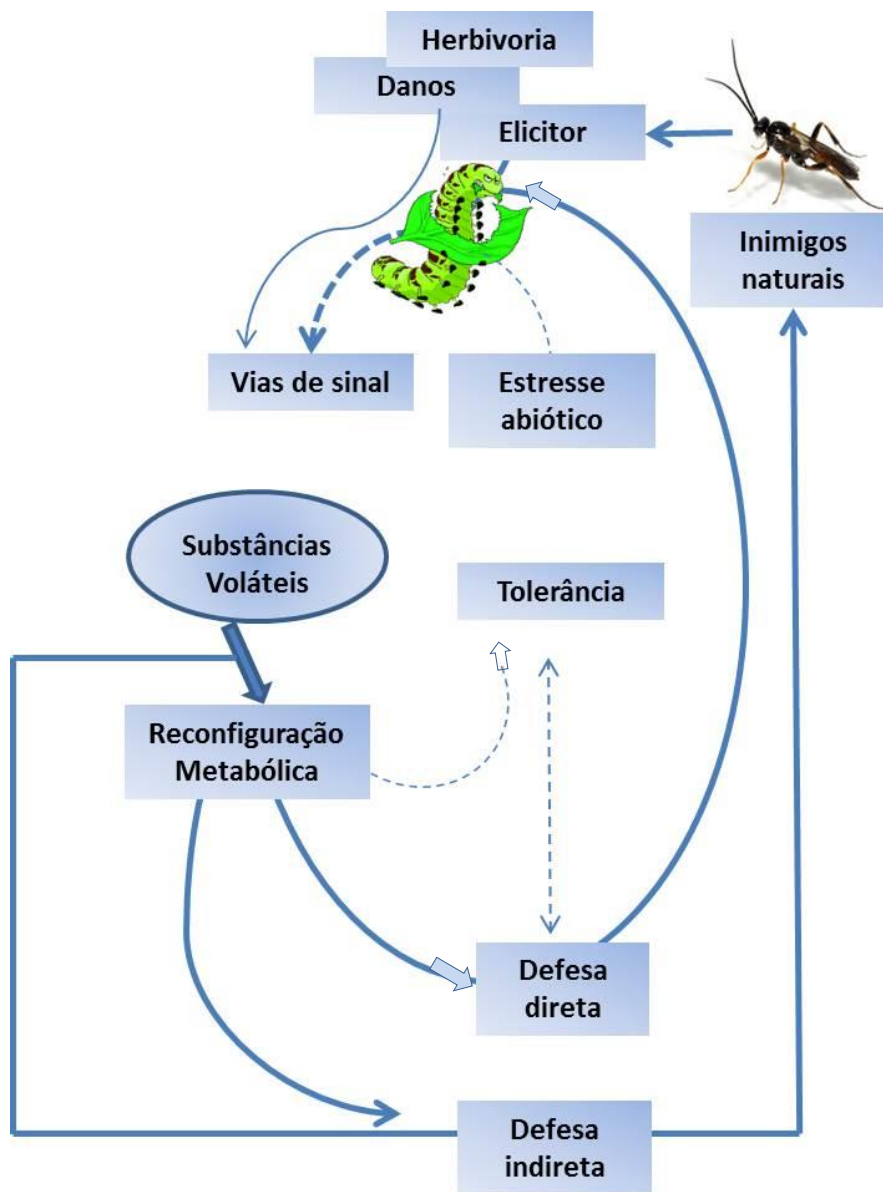 Herbivoria
Danos
Elicitor
Inimigos
naturais
Vias de sinal
Estresse
abiótico
Substâncias
Voláteis
Tolerância
Reconfiguração
Metabólica
Defesa
direta
Defesa
indireta